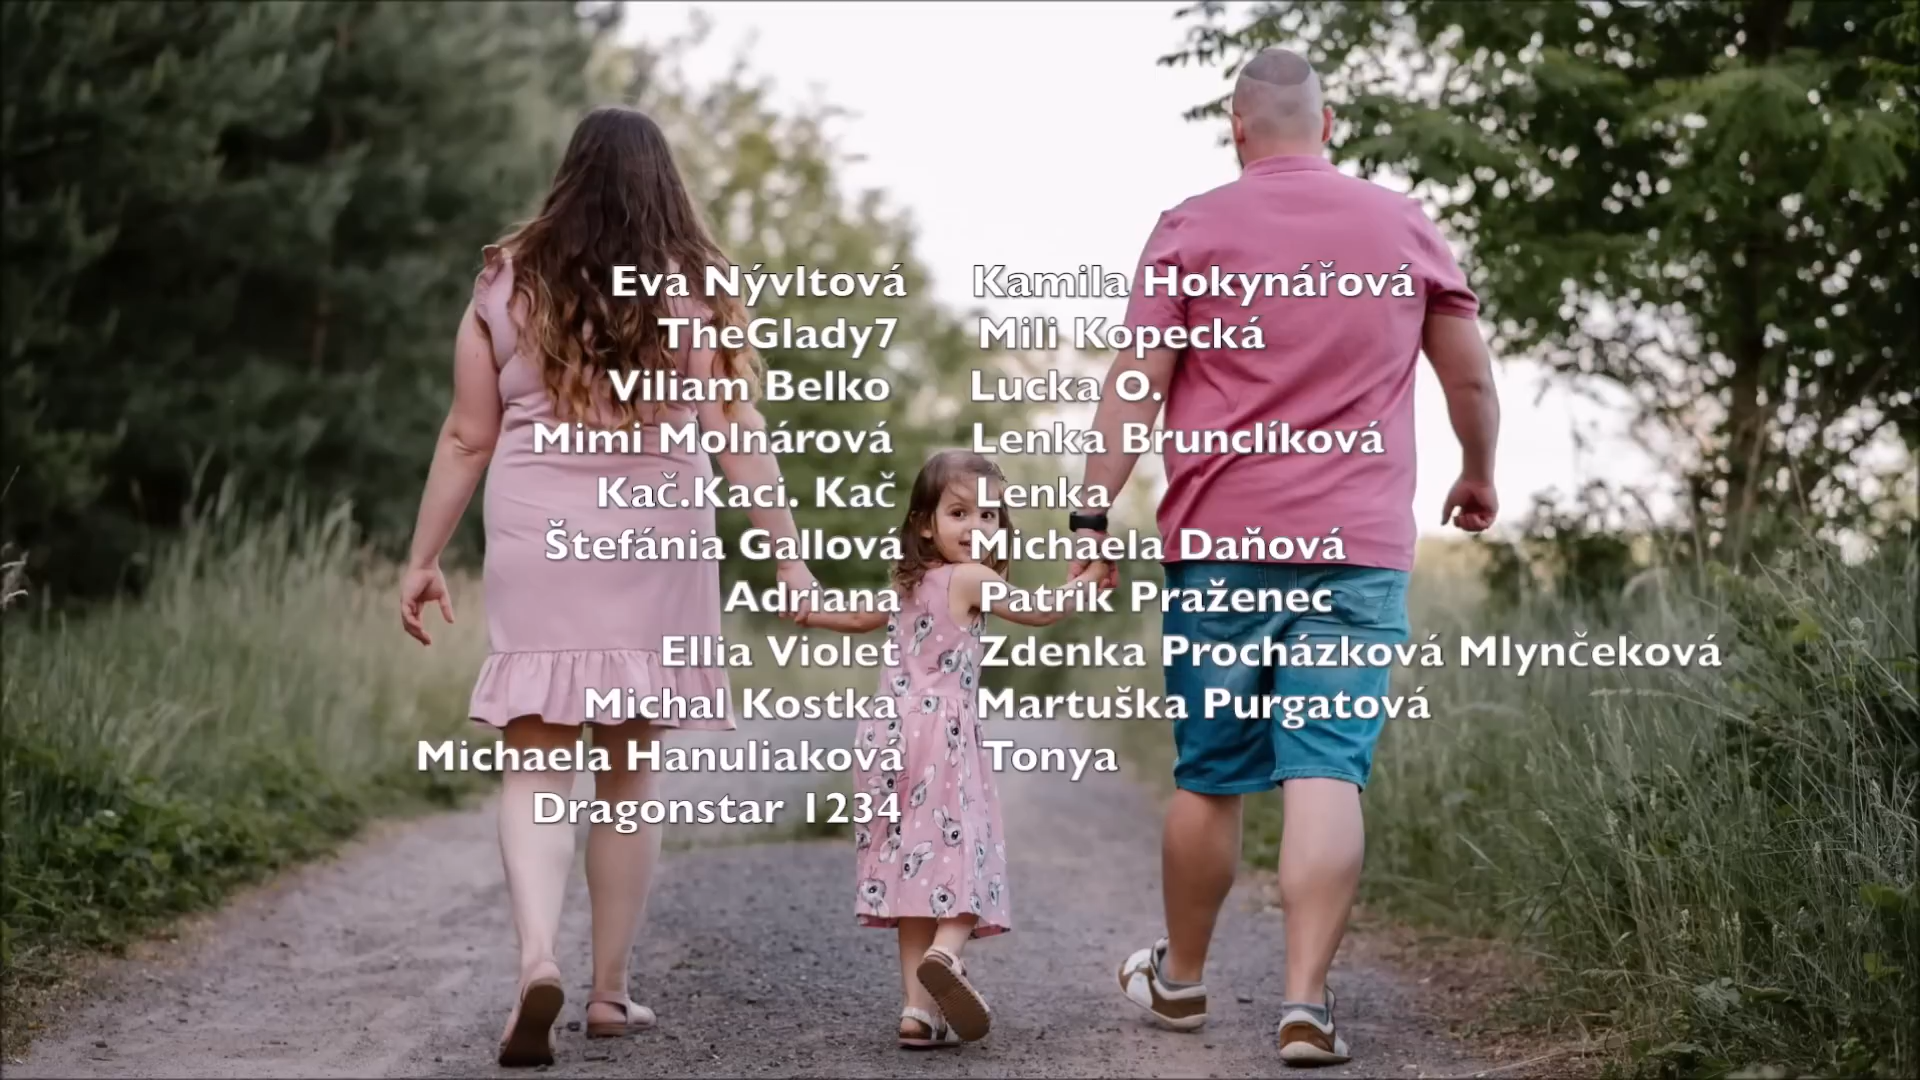 Eva Nývltová
TheGlady7
Viliam Belko
Mimi Molnárová
Kač.Kaci. Kač
Štefánia Gallová
Adriana
Ellia Violet
Michal Kostka
Michaela Hanuliaková
Dragonstar 1234
Kamila Hokynářová
Mili Kopecká
Lucka O.
Lenka Brunclíková
Lenka
Michaela Daňová
Patrik Praženec
Zdenka Procházková Mlynčeková
Martuška Purgatová
Tonya